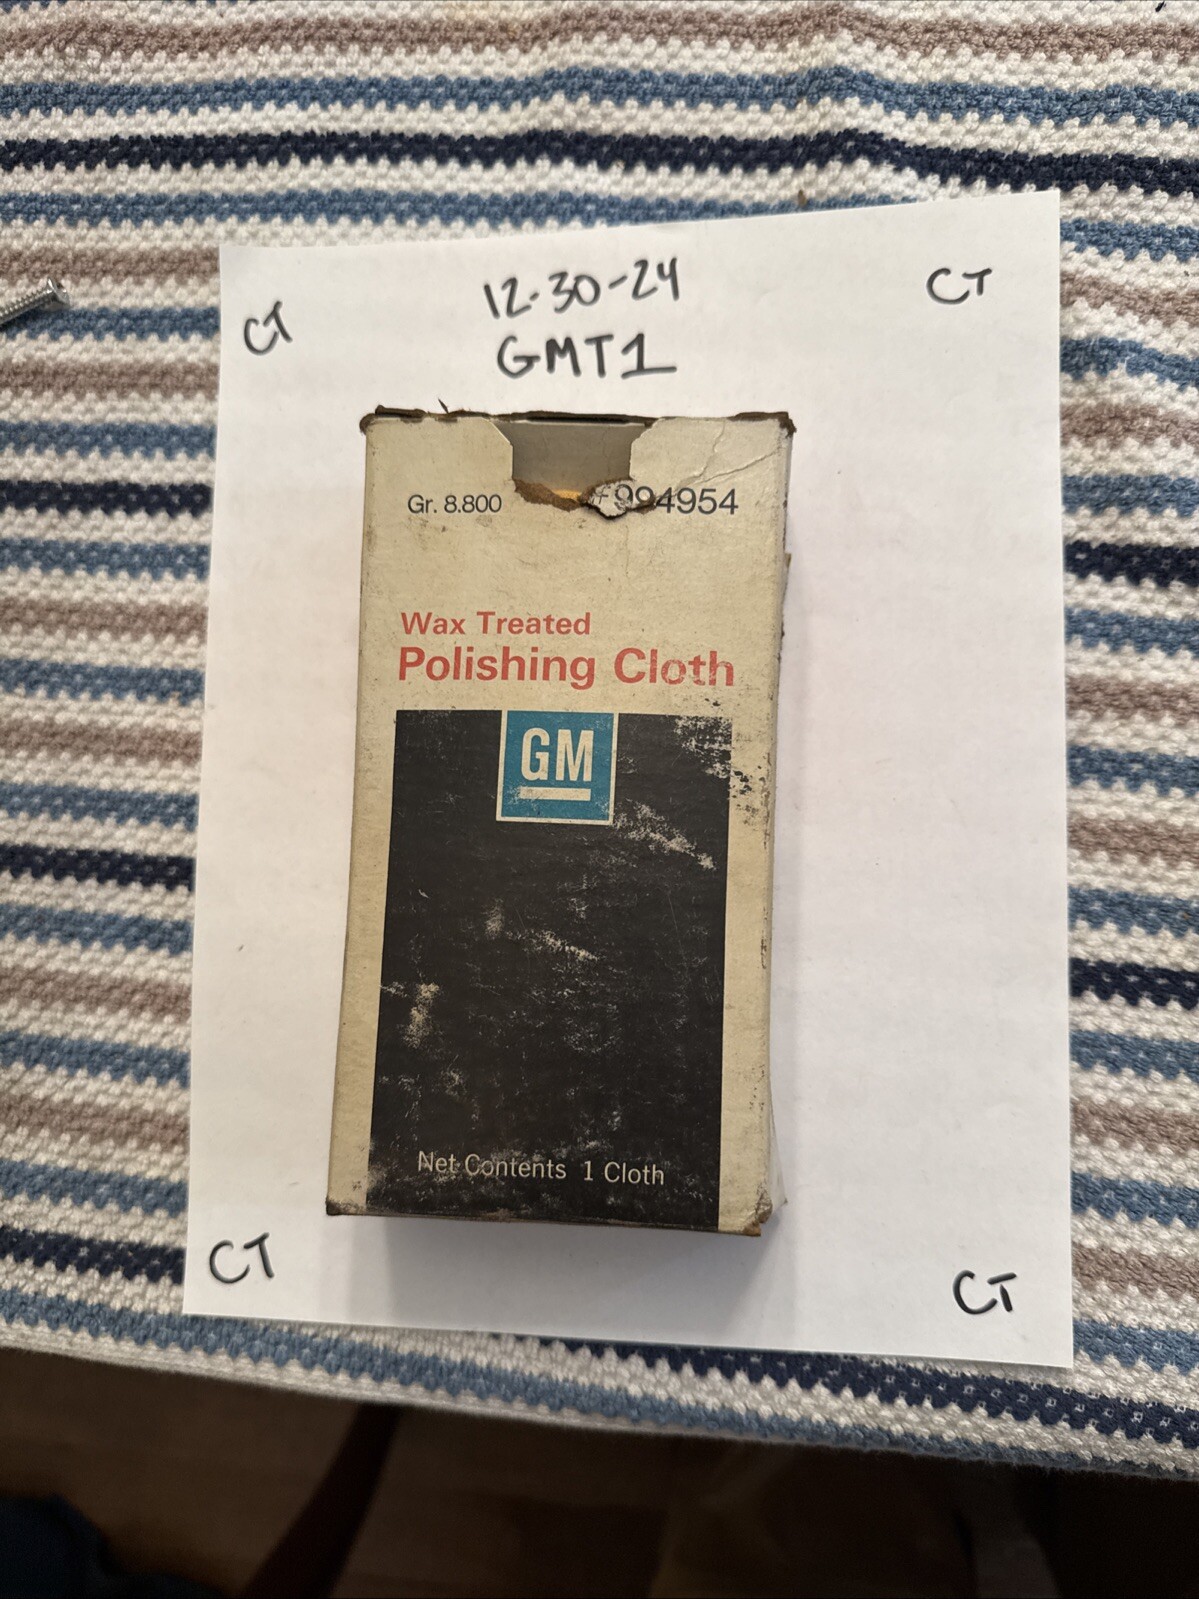 12-30-24
CT
CT
GMT1
Gr. 8.800
994954
Wax Treated
Polishing Cloth
GM
Net Contents 1 Cloth
CT
CT